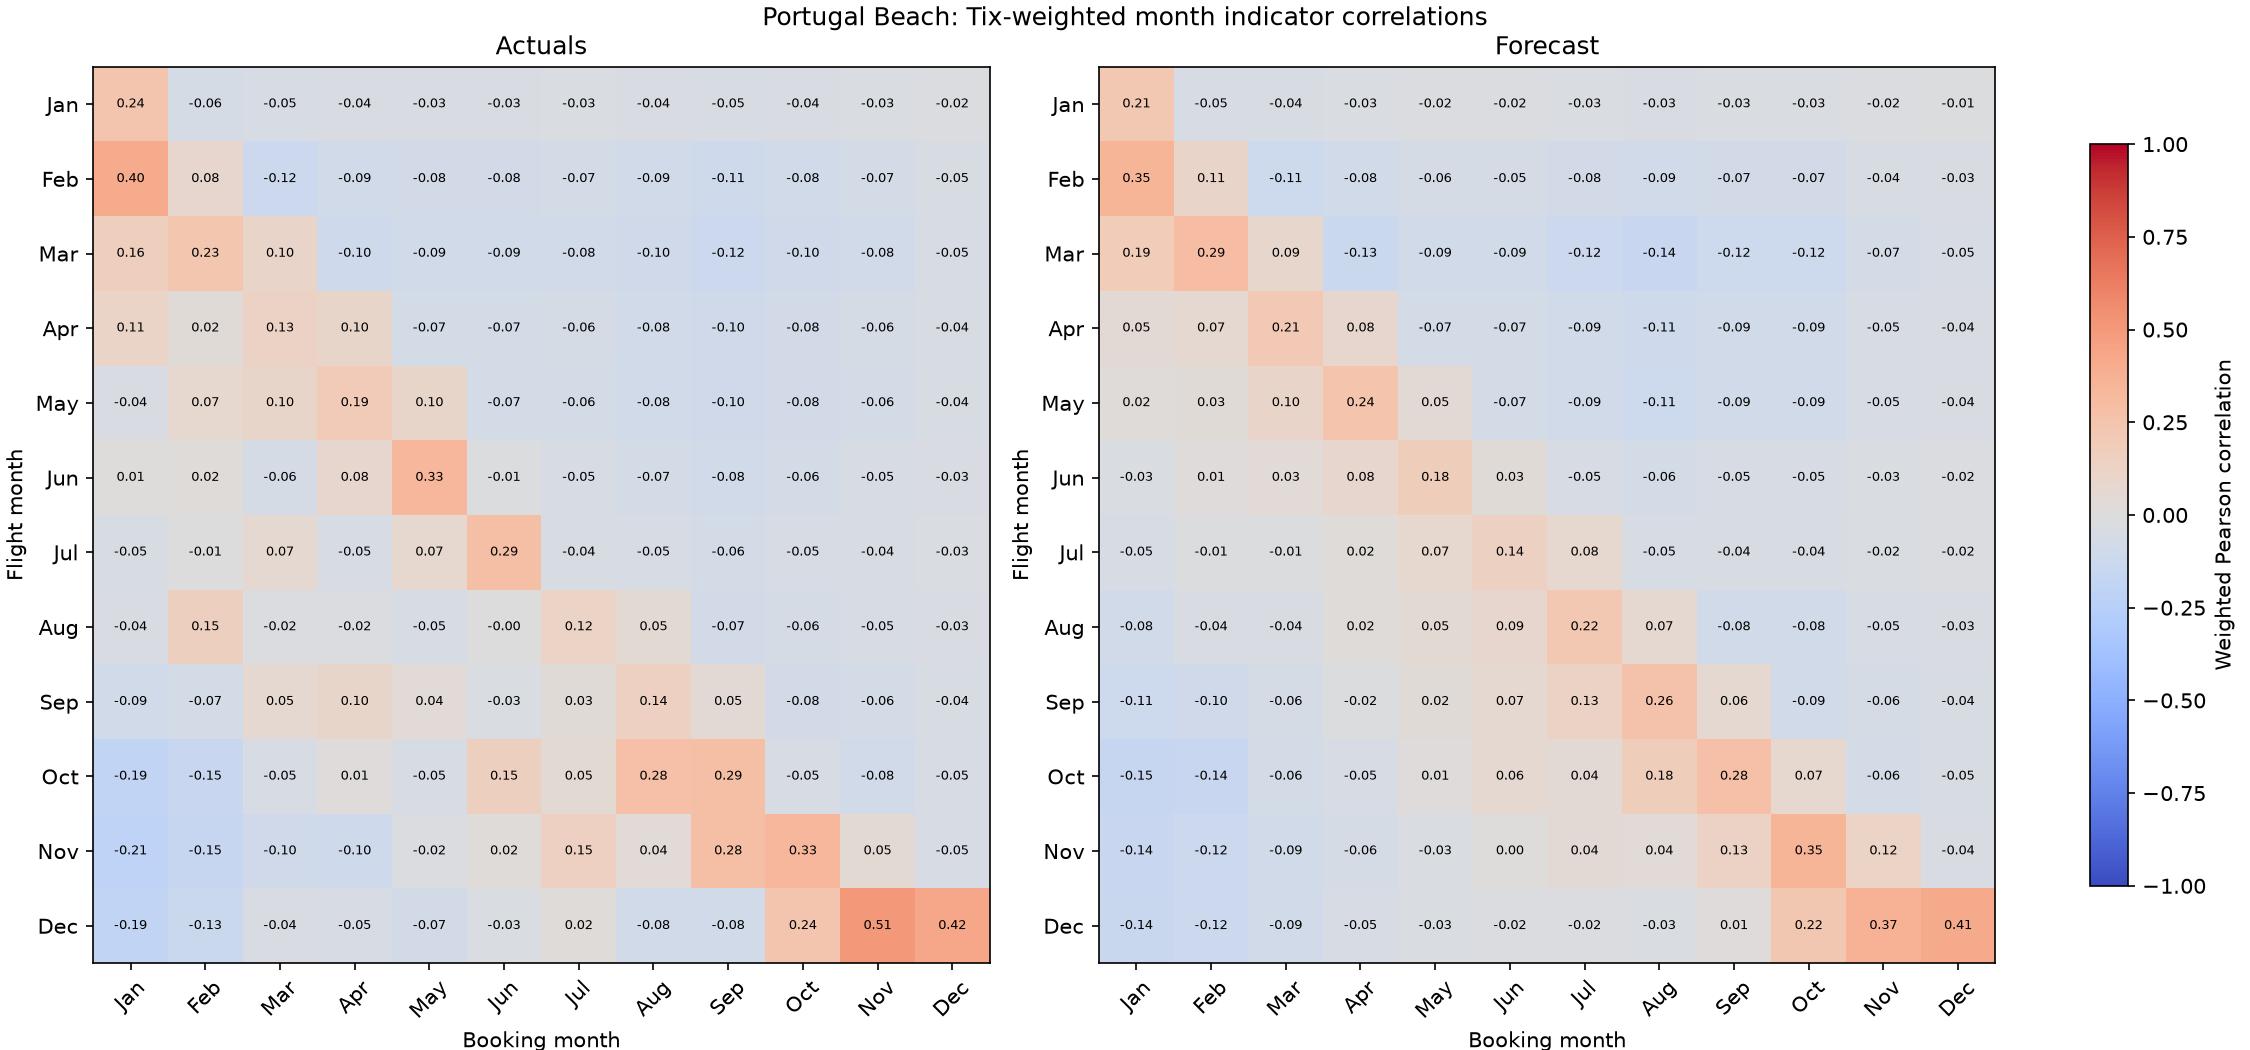 Portugal Beach: Tix-weighted month indicator correlations
Actuals
Flight month
Jan 0.24 -0.06 -0.05 -0.04 -0.03 -0.03 -0.03 -0.04 -0.05 -0.04 -0.03 -0.02
Feb 0.40 0.08 -0.12 -0.09 -0.08 -0.08 -0.07 -0.09 -0.11 -0.08 -0.07 -0.05
Mar 0.16 0.23 0.10 -0.10 -0.09 -0.09 -0.08 -0.10 -0.12 -0.10 -0.08 -0.05
Apr 0.11 0.02 0.13 0.10 -0.07 -0.07 -0.06 -0.08 -0.10 -0.08 -0.06 -0.04
May -0.04 0.07 0.10 0.19 0.10 -0.07 -0.06 -0.08 -0.10 -0.08 -0.06 -0.04
Jun 0.01 0.02 -0.06 0.08 0.33 -0.01 -0.05 -0.07 -0.08 -0.06 -0.05 -0.03
Jul -0.05 -0.01 0.07 -0.05 0.07 0.29 -0.04 -0.05 -0.06 -0.05 -0.04 -0.03
Aug -0.04 0.15 -0.02 -0.02 -0.05 -0.00 0.12 0.05 -0.07 -0.06 -0.05 -0.03
Sep -0.09 -0.07 0.05 0.10 0.04 -0.03 0.03 0.14 0.05 -0.08 -0.06 -0.04
Oct -0.19 -0.15 -0.05 0.01 -0.05 0.15 0.05 0.28 0.29 -0.05 -0.08 -0.05
Nov -0.21 -0.15 -0.10 -0.10 -0.02 0.02 0.15 0.04 0.28 0.33 0.05 -0.05
Dec -0.19 -0.13 -0.04 -0.05 -0.07 -0.03 0.02 -0.08 -0.08 0.24 0.51 0.42
Jan Feb Mar Apr May Jun Jul Aug Sep Oct Nov Dec
Booking month
Forecast
Flight month
Jan 0.21 -0.05 -0.04 -0.03 -0.02 -0.02 -0.03 -0.03 -0.03 -0.03 -0.02 -0.01
Feb 0.35 0.11 -0.11 -0.08 -0.06 -0.05 -0.08 -0.09 -0.07 -0.07 -0.04 -0.03
Mar 0.19 0.29 0.09 -0.13 -0.09 -0.09 -0.12 -0.14 -0.12 -0.12 -0.07 -0.05
Apr 0.05 0.07 0.21 0.08 -0.07 -0.07 -0.09 -0.11 -0.09 -0.09 -0.05 -0.04
May 0.02 0.03 0.10 0.24 0.05 -0.07 -0.09 -0.11 -0.09 -0.09 -0.05 -0.04
Jun -0.03 0.01 0.03 0.08 0.18 0.03 -0.05 -0.06 -0.05 -0.05 -0.03 -0.02
Jul -0.05 -0.01 -0.01 0.02 0.07 0.14 0.08 -0.05 -0.04 -0.04 -0.02 -0.02
Aug -0.08 -0.04 -0.04 0.02 0.05 0.09 0.22 0.07 -0.08 -0.08 -0.05 -0.03
Sep -0.11 -0.10 -0.06 -0.02 0.02 0.07 0.13 0.26 0.06 -0.09 -0.06 -0.04
Oct -0.15 -0.14 -0.06 -0.05 0.01 0.06 0.04 0.18 0.28 0.07 -0.06 -0.05
Nov -0.14 -0.12 -0.09 -0.06 -0.03 0.00 0.04 0.04 0.13 0.35 0.12 -0.04
Dec -0.14 -0.12 -0.09 -0.05 -0.03 -0.02 -0.02 -0.03 0.01 0.22 0.37 0.41
Jan Feb Mar Apr May Jun Jul Aug Sep Oct Nov Dec
Booking month
1.00
0.75
0.50
0.25
0.00
−0.25
−0.50
−0.75
−1.00
Weighted Pearson correlation